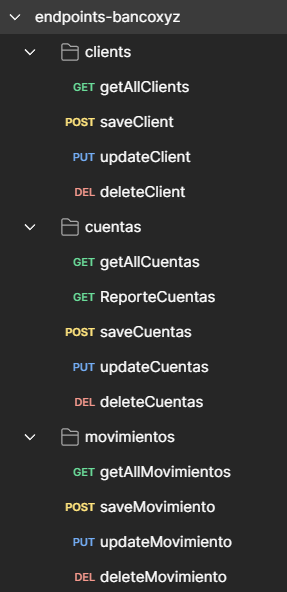 endpoints-bancoxyz
clients
GET getAllClients
POST saveClient
PUT updateClient
DEL deleteClient
cuentas
GET getAllCuentas
GET ReporteCuentas
POST saveCuentas
PUT updateCuentas
DEL deleteCuentas
movimientos
GET getAllMovimientos
POST saveMovimiento
PUT updateMovimiento
DEL deleteMovimiento